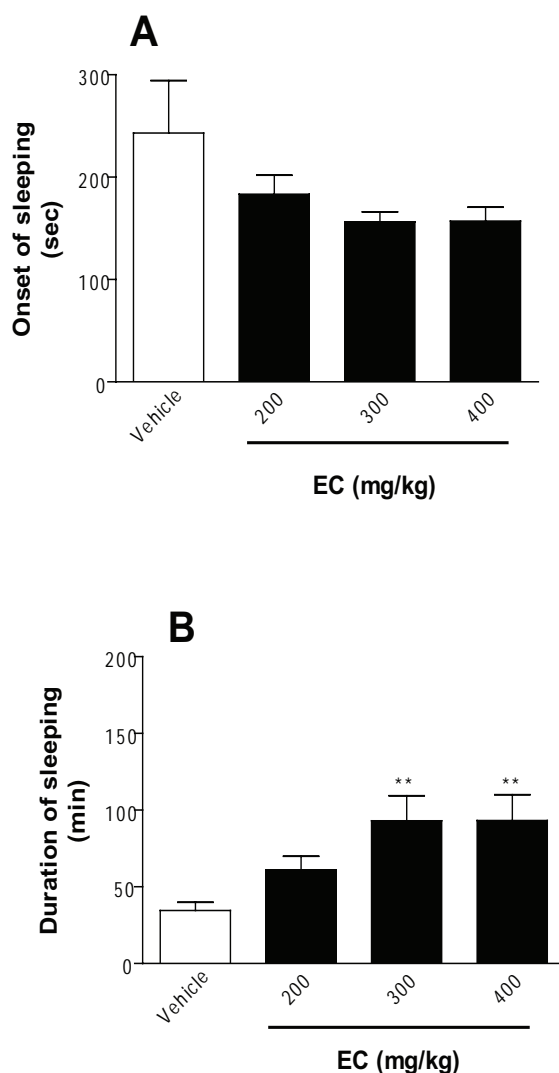 A
Onset of sleeping
(sec)
300
200
100
0
Vehicle
200
300
400
EC (mg/kg)
B
Duration of sleeping
(min)
200
150
100
50
0
**
**
Vehicle
200
300
400
EC (mg/kg)